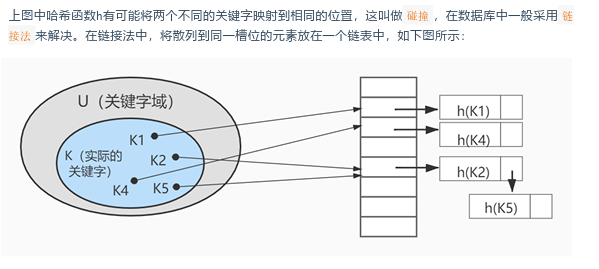 上图中哈希函数h有可能将两个不同的关键字映射到相同的位置，这叫做 碰撞 ，在数据库中一般采用 链
接法 来解决。在链接法中，将散列到同一槽位的元素放在一个链表中，如下图所示：
U（关键字域）
K1
h(K1)
K（实际的
关键字）
K2
h(K4)
K4
K5
h(K2)
h(K5)